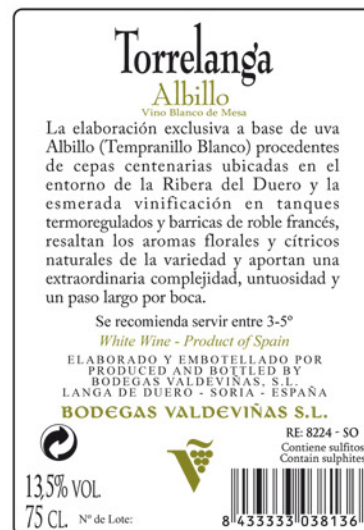 Torrelanga
Albillo
Vino Blanco de Mesa
La elaboración exclusiva a base de uva
Albillo (Tempranillo Blanco) procedentes
de cepas centenarias ubicadas en el
entorno de la Ribera del Duero y la
esmerada vinificación en tanques
termoregulados y barricas de roble francés,
resaltan los aromas florales y cítricos
naturales de la variedad y aportan una
extraordinaria complejidad, untuosidad y
un paso largo por boca.
Se recomienda servir entre 3-5º
White Wine - Product of Spain
ELABORADO Y EMBOTELLADO POR
PRODUCED AND BOTTLED BY
BODEGAS VALDEVIÑAS, S.L.
LANGA DE DUERO - SORIA - ESPAÑA
BODEGAS VALDEVIÑAS S.L.
RE: 8224 - SO
Contiene sulfitos
Contain sulphites
13,5% VOL.
75 CL. Nº de Lote:
8 433333 038136